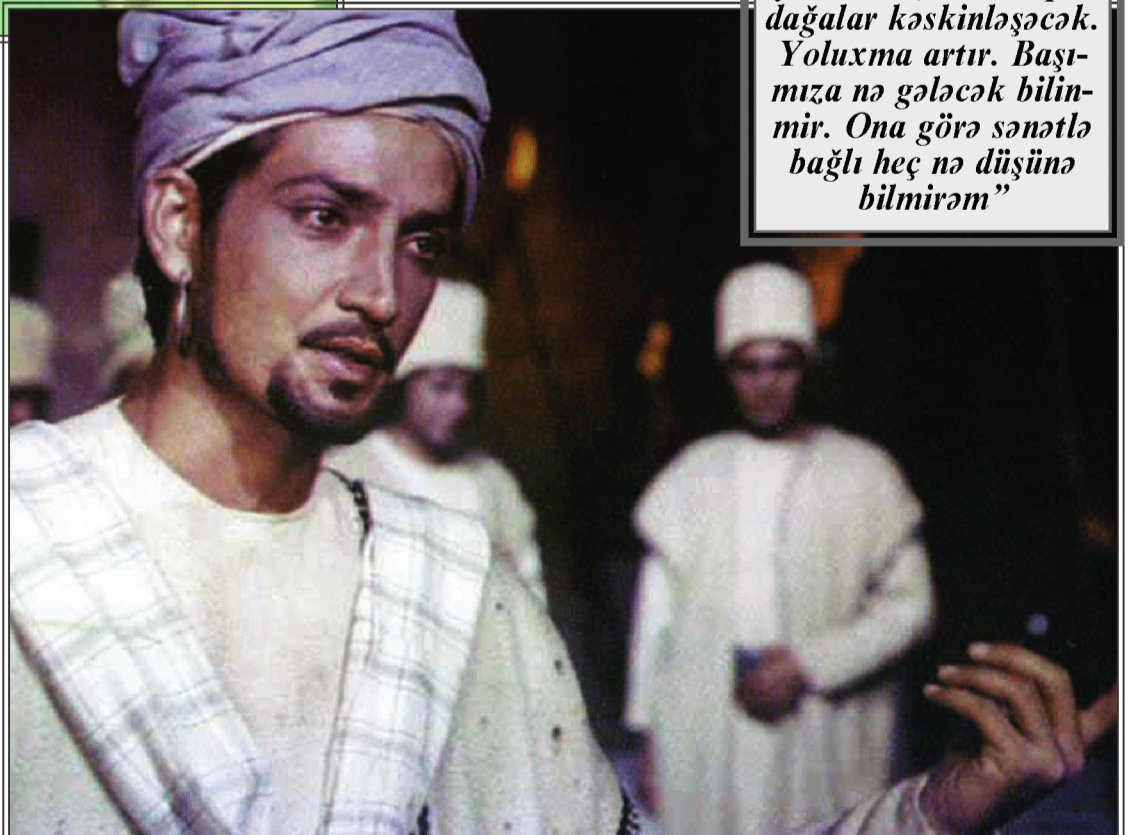 dağalar kəskinləşəcək.
Yoluxma artır. Başı-
mıza nə gələcək bilin-
mir. Ona görə sənətlə
bağlı heç nə düşünə
bilmirəm”